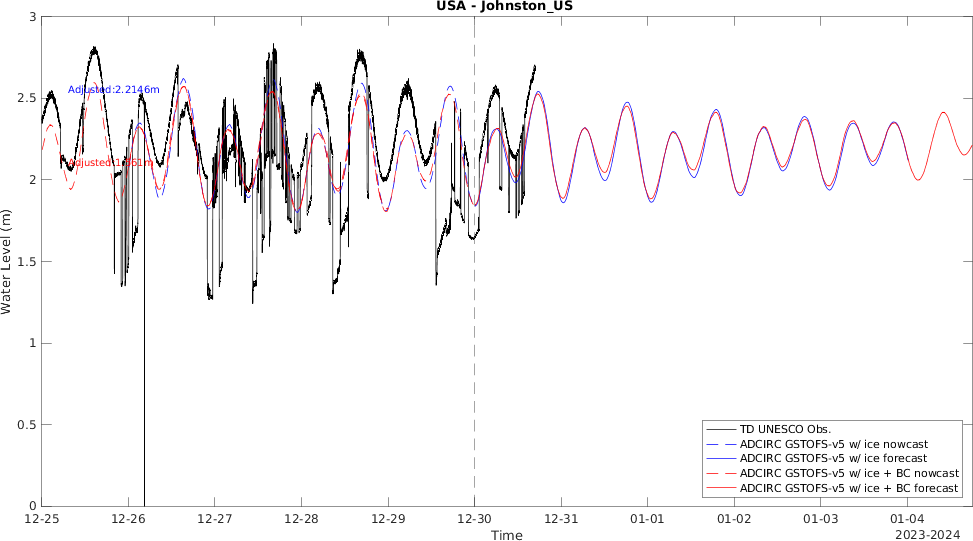 USA - Johnston_US
3
2.5
2
1.5
1
0.5
0
Water Level (m)
Adjusted:2.2146m
12-25
12-26
12-27
12-28
12-29
12-30
12-31
01-01
01-02
01-03
01-04
Time
2023-2024
TD UNESCO Obs.
ADCIRC GSTOFS-v5 w/ ice nowcast
ADCIRC GSTOFS-v5 w/ ice forecast
ADCIRC GSTOFS-v5 w/ ice + BC nowcast
ADCIRC GSTOFS-v5 w/ ice + BC forecast